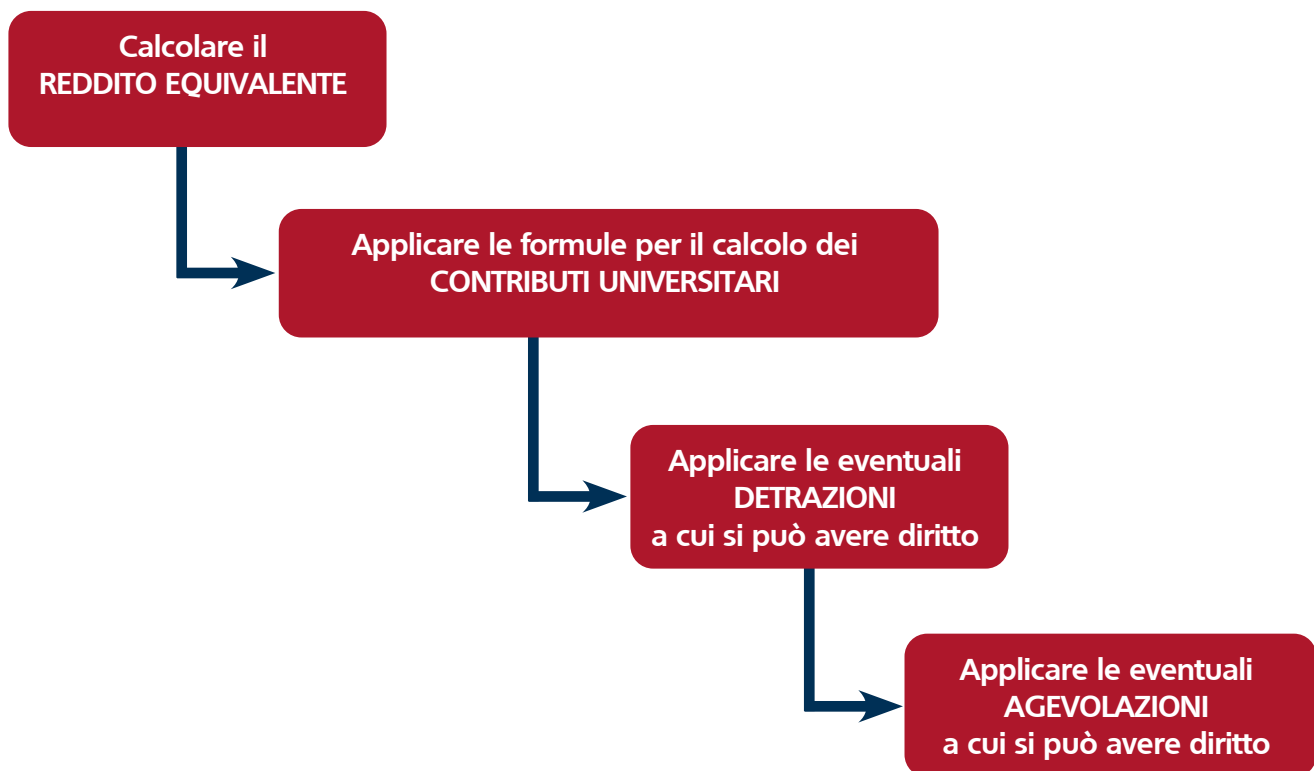 Calcolare il
REDDITO EQUIVALENTE
Applicare le formule per il calcolo dei
CONTRIBUTI UNIVERSITARI
Applicare le eventuali
DETRAZIONI
a cui si può avere diritto
Applicare le eventuali
AGEVOLAZIONI
a cui si può avere diritto